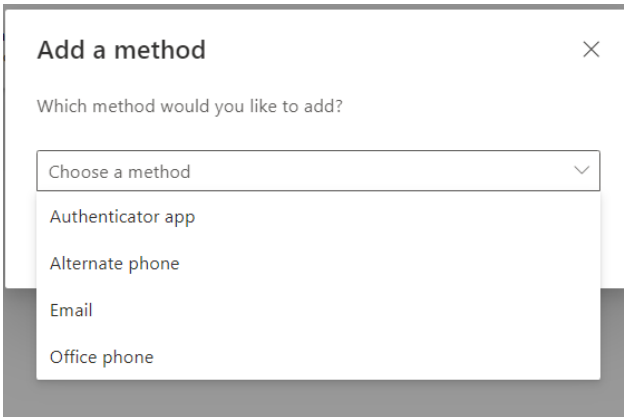 Add a method
Which method would you like to add?
Choose a method
Authenticator app
Alternate phone
Email
Office phone